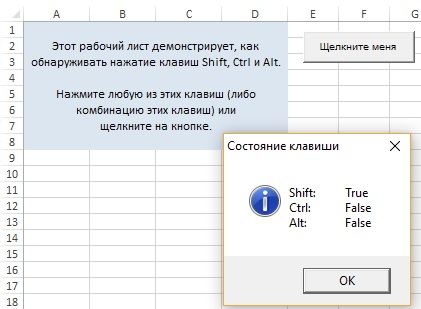 A B C D E F G
1
2 Этот рабочий лист демонстрирует, как Щелкните меня
3 обнаруживать нажатие клавиш Shift, Ctrl и Alt.
4
5 Нажмите любую из этих клавиш (либо
6 комбинацию этих клавиш) или
7 щелкните на кнопке.
8
9 Состояние клавиши
10
11
12 Shift: True
13 Ctrl: False
14 Alt: False
15
16
17 OK
18